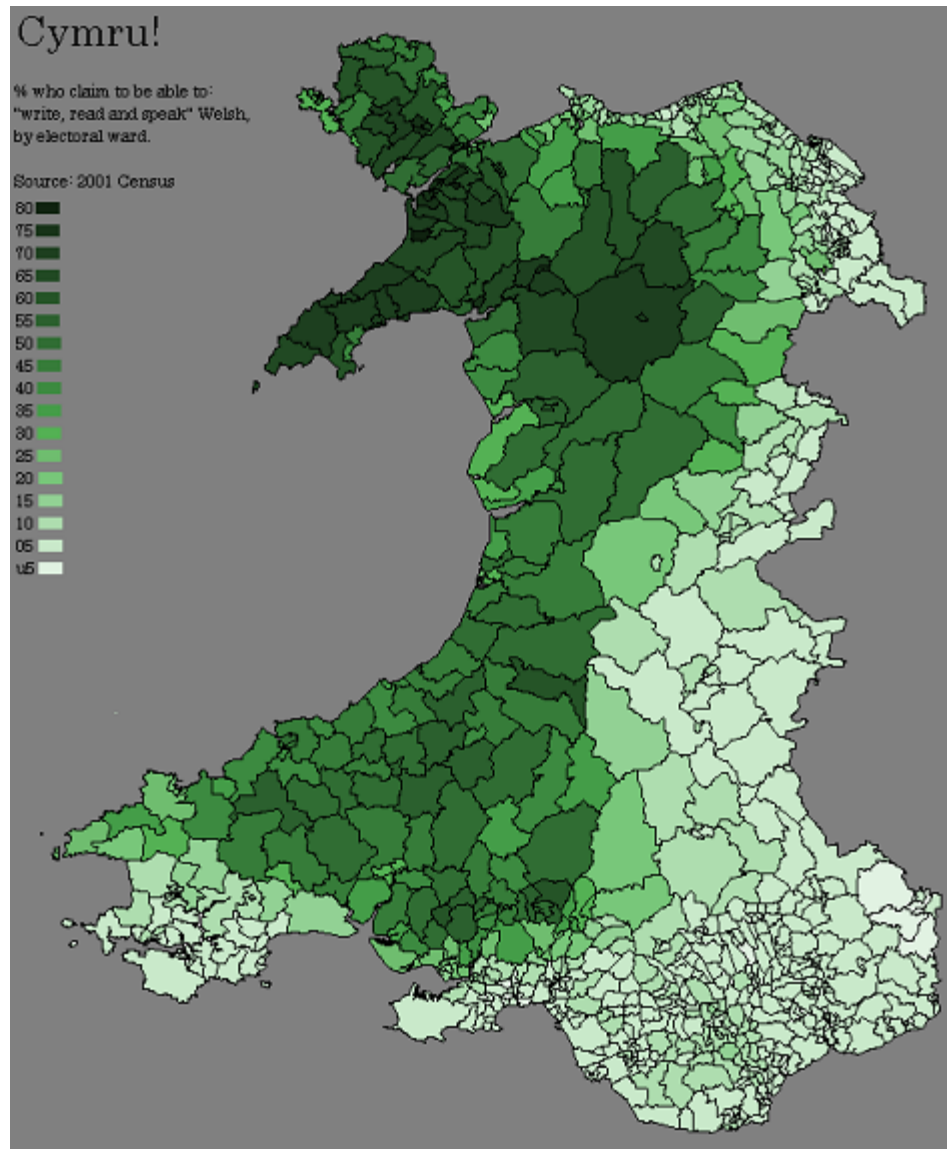 Cymru!
% who claim to be able to:
"write, read and speak" Welsh,
by electoral ward.
Source: 2001 Census
80
75
70
65
60
55
50
45
40
35
30
25
20
15
10
05
u5